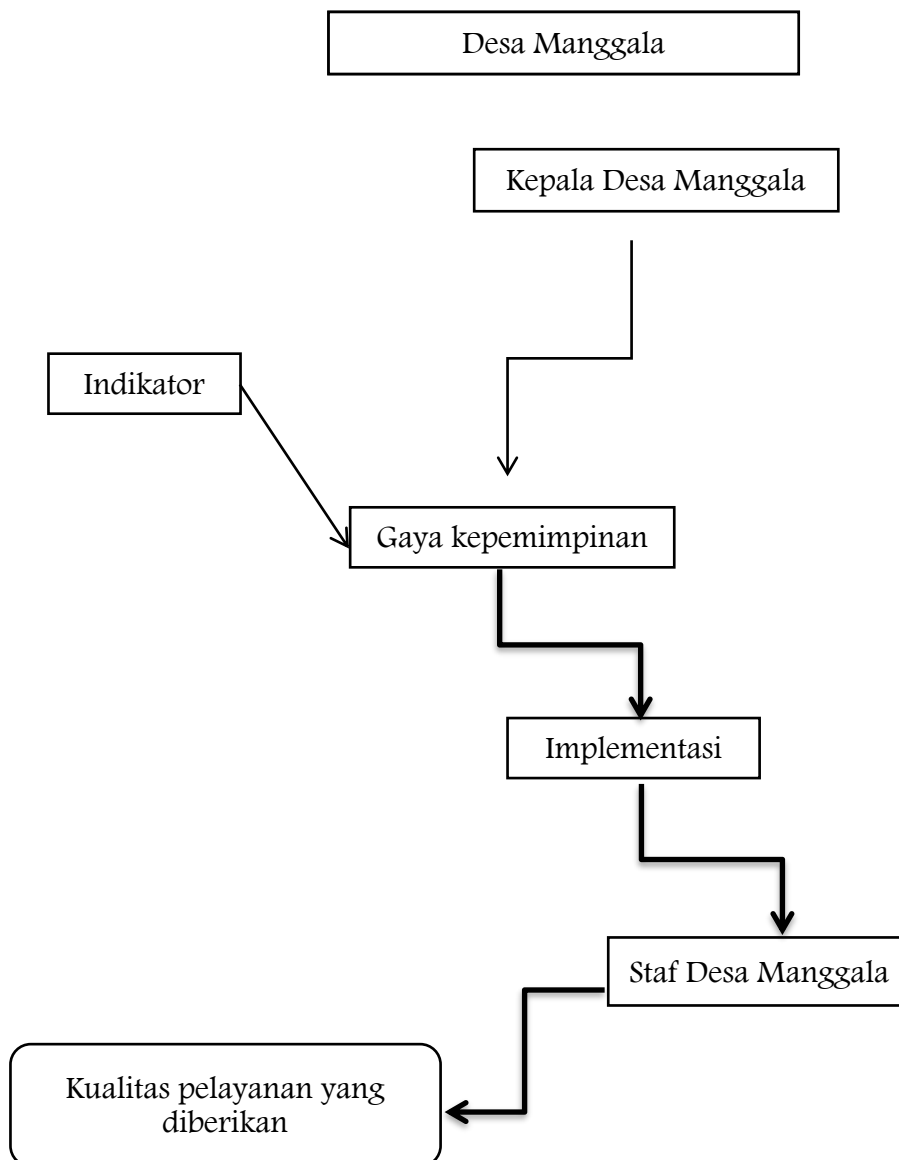 Desa Manggala
Kepala Desa Manggala
Indikator
Gaya kepemimpinan
Implementasi
Staf Desa Manggala
Kualitas pelayanan yang
diberikan